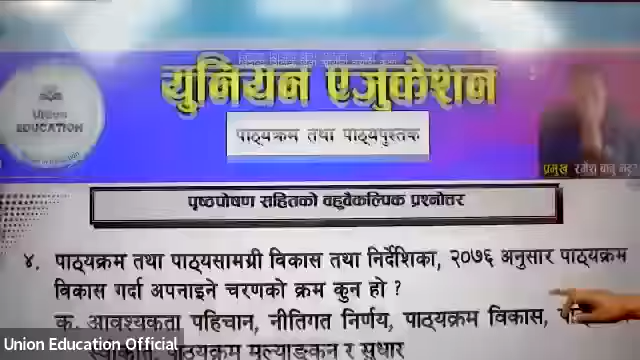 युनियन एजुकेशन
Union
EDUCATION
पाठ्यक्रम तथा पाठ्यपुस्तक
प्रमुख रमेश बाबु
पृष्ठपोषण सहितको वहुवैकल्पिक प्रश्नोत्तर
४. पाठ्यक्रम तथा पाठ्यसामग्री विकास तथा निर्देशिका, २०७६ अनुसार पाठ्यक्रम
विकास गर्दा अपनाइने चरणको क्रम कुन हो ?
क. आवश्यकता पहिचान, नीतिगत निर्णय, पाठ्यक्रम विकास,
स्वीकृति, पाठ्यक्रम मूल्याङ्कन र सुधार
Union Education Official